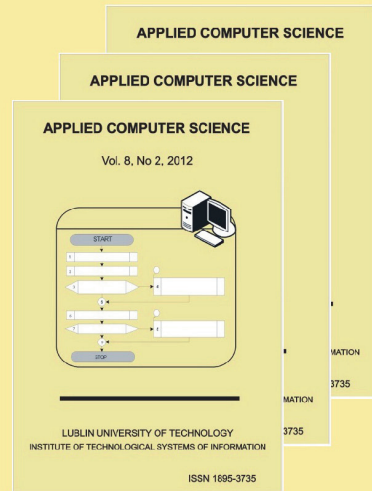 APPLIED COMPUTER SCIENCE
APPLIED COMPUTER SCIENCE
APPLIED COMPUTER SCIENCE
Vol. 8, No 2, 2012
START
STOP
MATION
3735
MATION
3735
LUBLIN UNIVERSITY OF TECHNOLOGY
INSTITUTE OF TECHNOLOGICAL SYSTEMS OF INFORMATION
ISSN 1895-3735